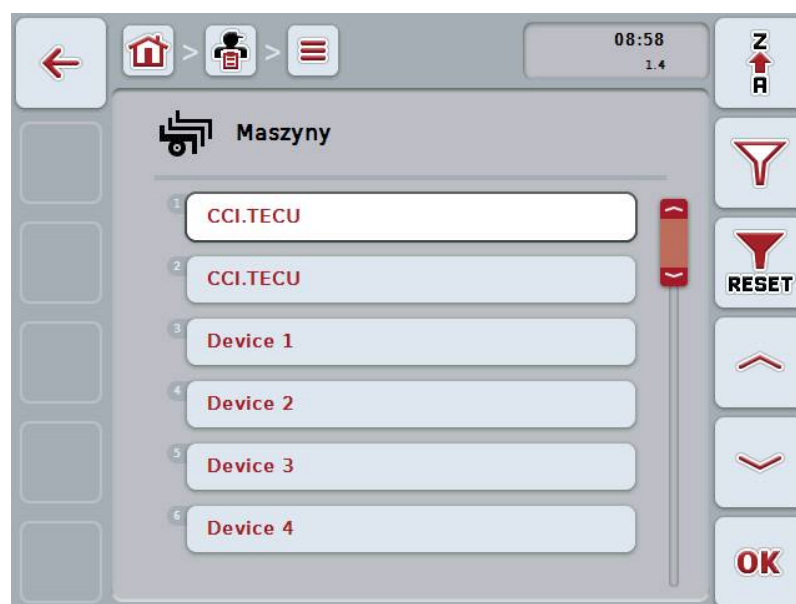 08:58
1.4
Z
A
Maszyny
1
CCI.TECU
2
CCI.TECU
RESET
3
Device 1
4
Device 2
5
Device 3
6
Device 4
OK